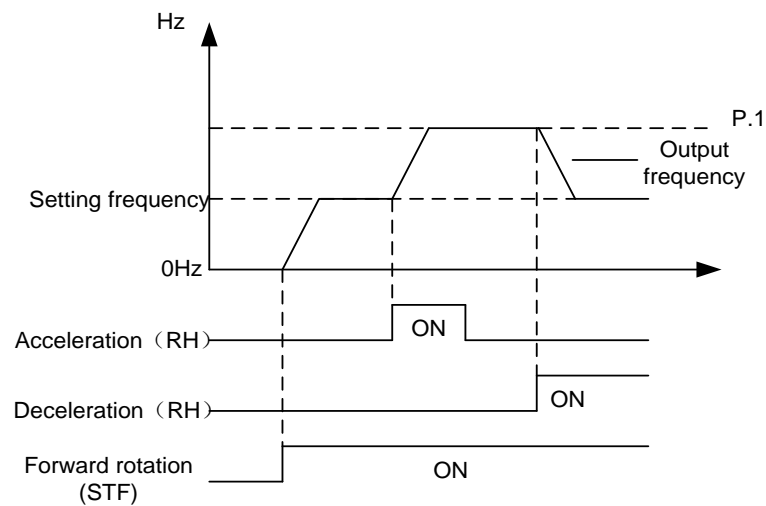 Hz
P.1
Output
frequency
Setting frequency
0Hz
Acceleration（RH）
ON
Deceleration（RH）
ON
Forward rotation
(STF)
ON